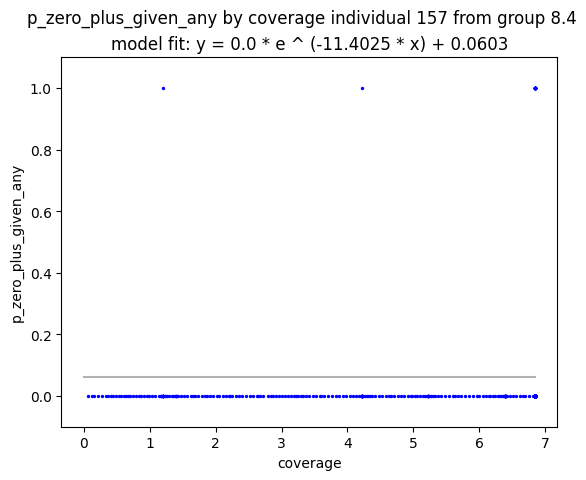 p_zero_plus_given_any by coverage individual 157 from group 8.4
model fit: y = 0.0 * e ^ (-11.4025 * x) + 0.0603
1.0
0.8
0.6
0.4
0.2
0.0
p_zero_plus_given_any
0 1 2 3 4 5 6 7
coverage